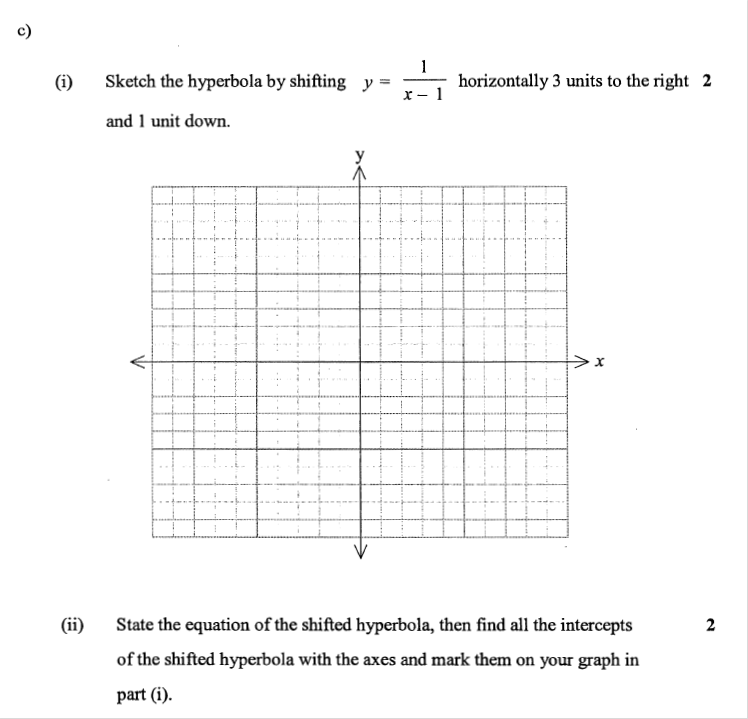 c)
(i) Sketch the hyperbola by shifting y = 1/(x − 1) horizontally 3 units to the right 2
and 1 unit down.
y
x
(ii) State the equation of the shifted hyperbola, then find all the intercepts 2
of the shifted hyperbola with the axes and mark them on your graph in
part (i).